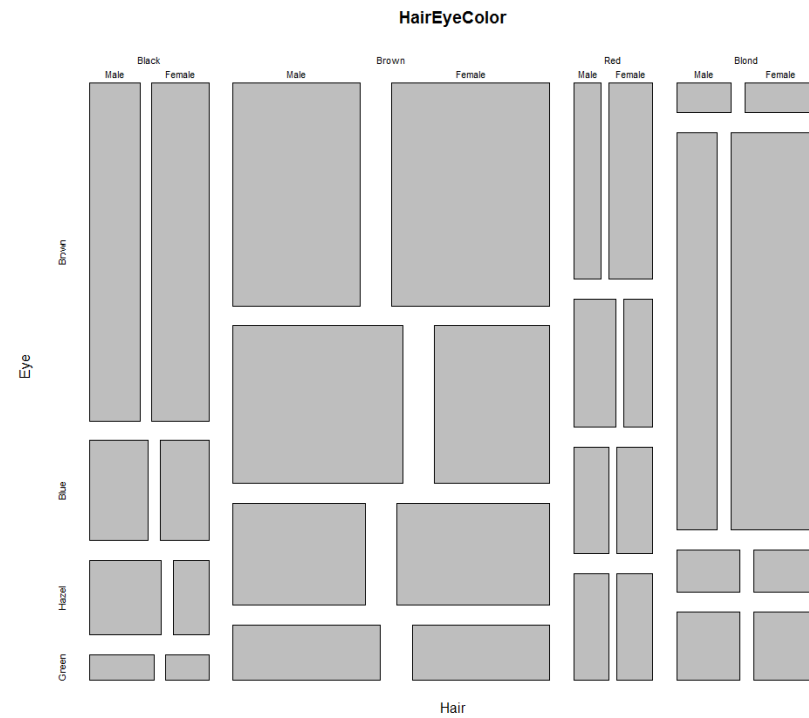 HairEyeColor
Black Brown Red Blond
Male Female Male Female Male Female Male Female
Brown
Blue
Hazel
Green
Eye
Hair